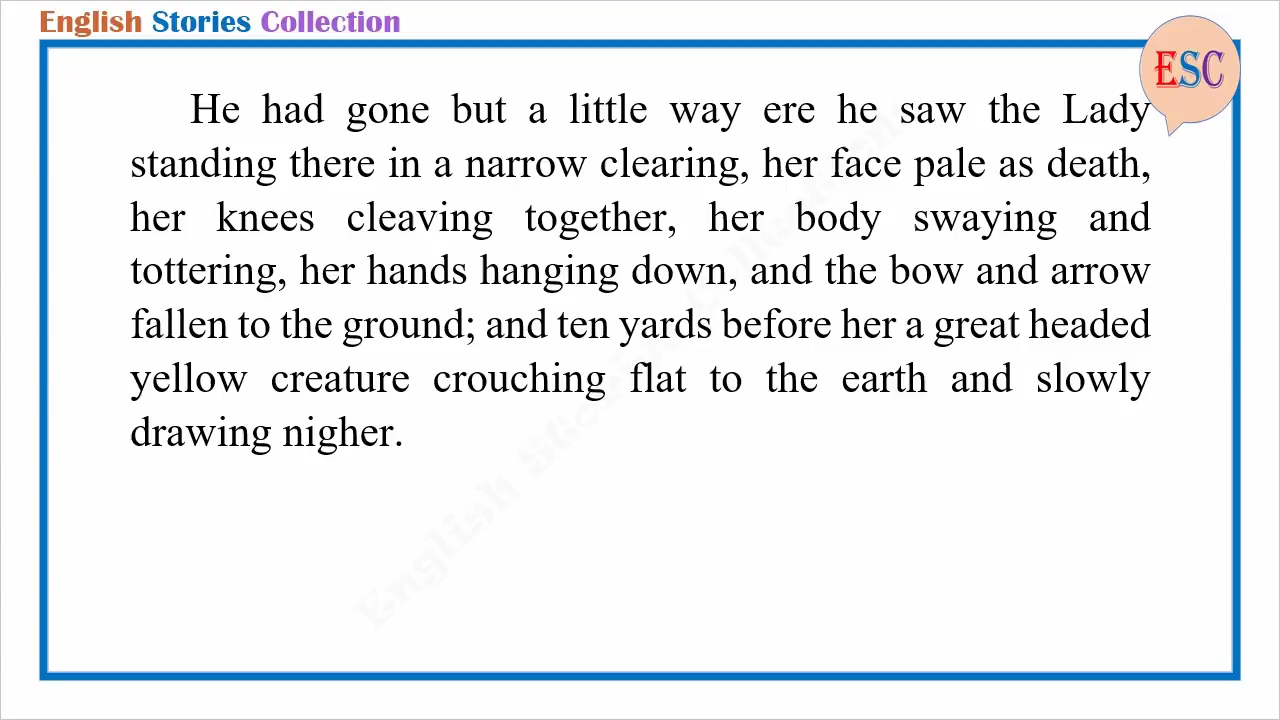 English Stories Collection
ESC
He had gone but a little way ere he saw the Lady
standing there in a narrow clearing, her face pale as death,
her knees cleaving together, her body swaying and
tottering, her hands hanging down, and the bow and arrow
fallen to the ground; and ten yards before her a great headed
yellow creature crouching flat to the earth and slowly
drawing nigher.
English Stories Collection